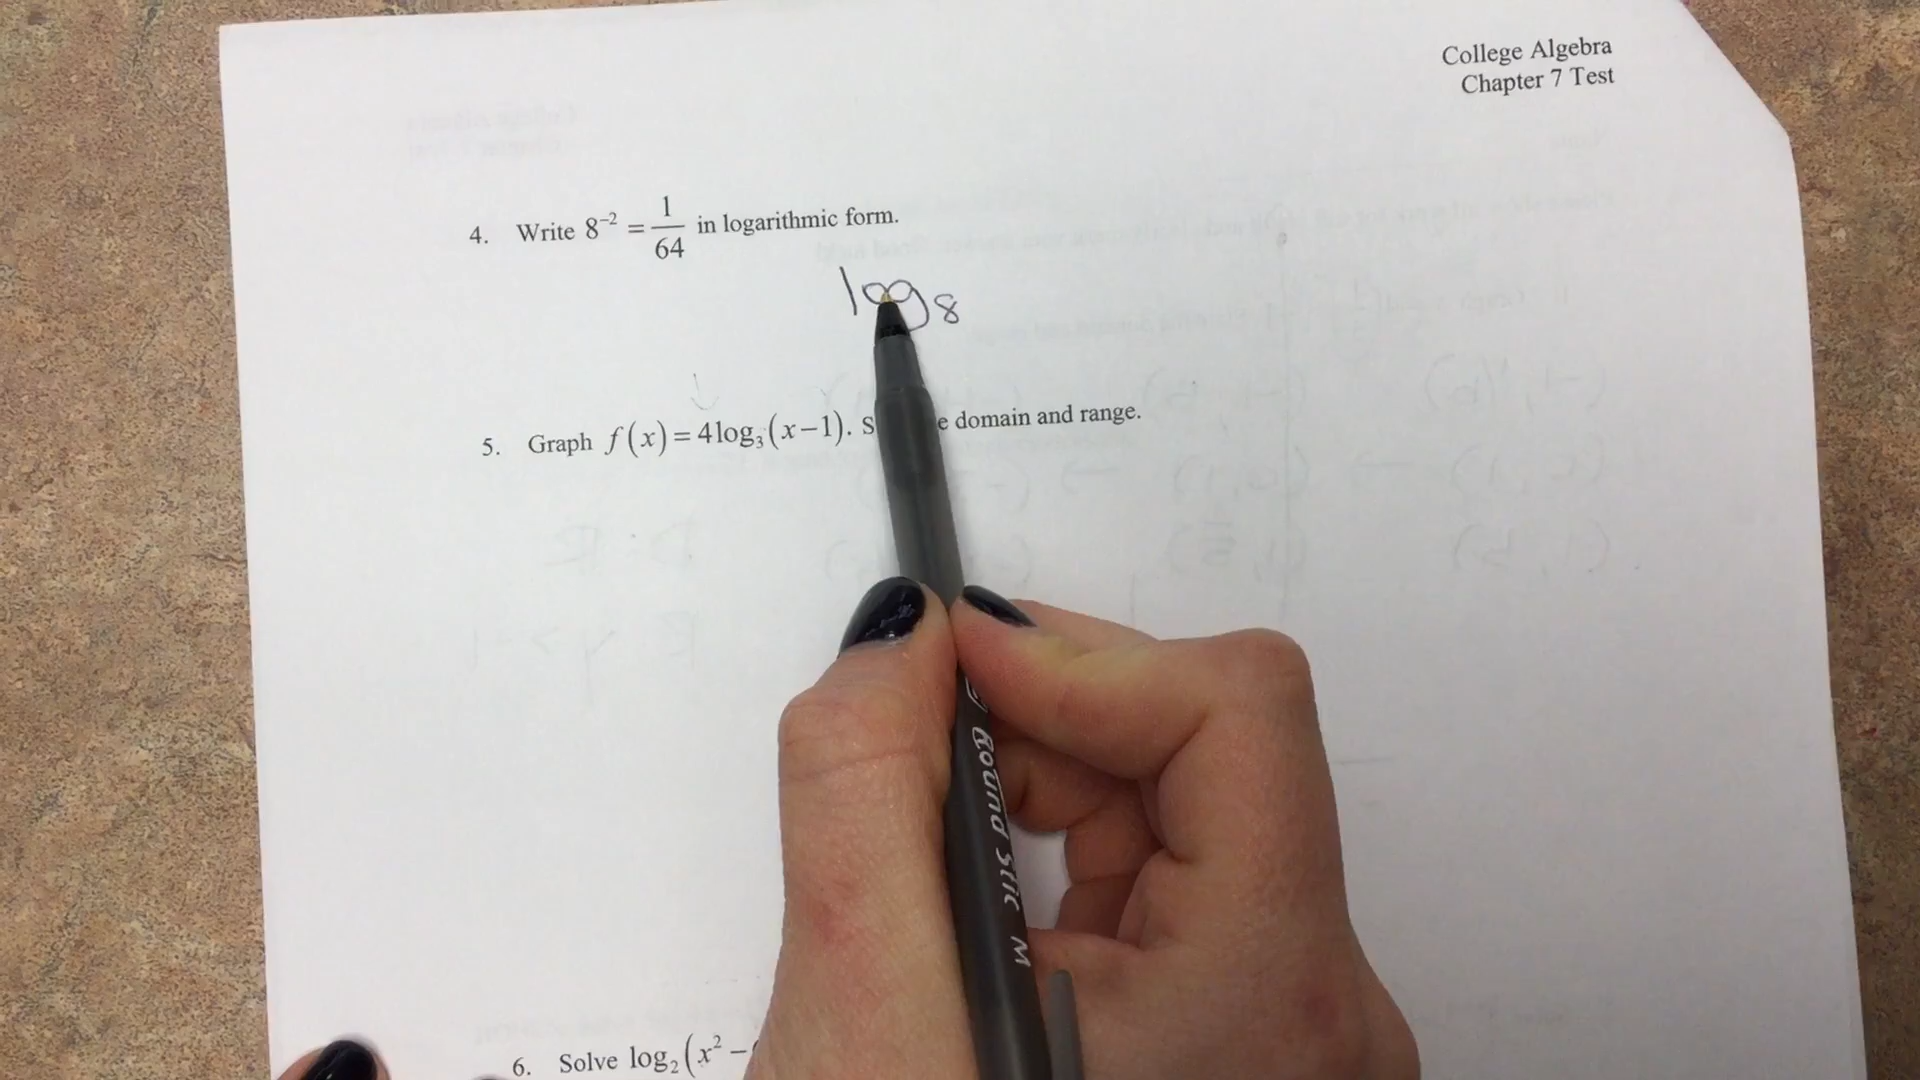 College Algebra
Chapter 7 Test
4. Write 8⁻² = 1/64 in logarithmic form.
log₈
5. Graph f(x) = 4log₃(x−1). S e domain and range.
Round Stic M
6. Solve log₂(x² −